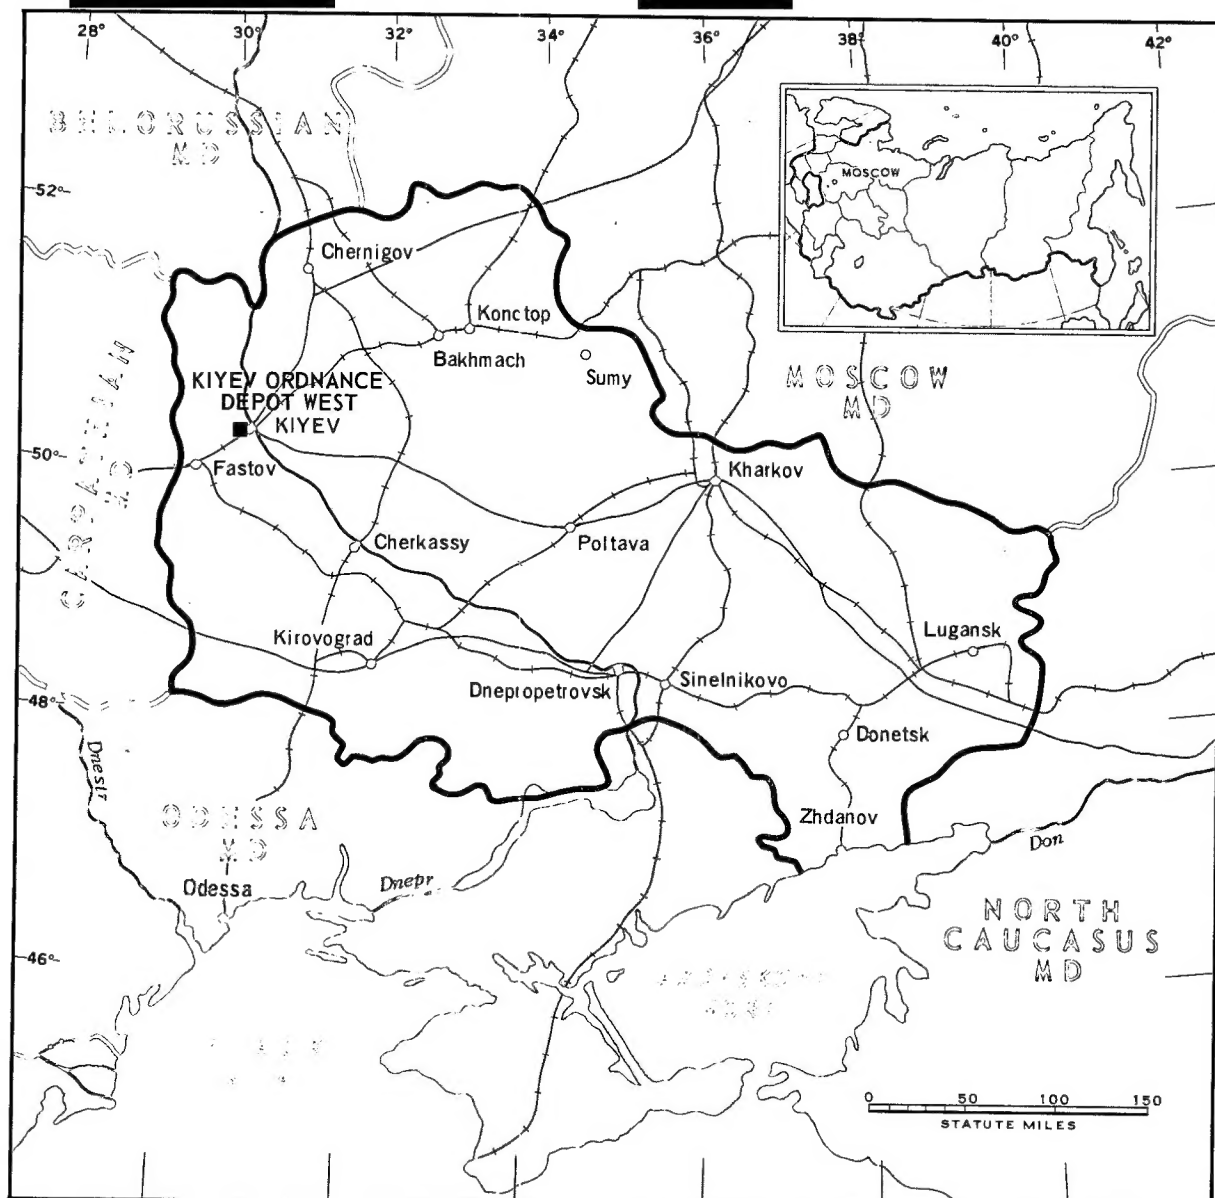 28° 30° 32° 34° 36° 38° 40° 42°
MOSCOW
52°
MD
Chernigov
Konctop
Bakhmach
Sumy
MOSCOW
MD
KIYEV ORDNANCE
DEPOT WEST
KIYEV
50°
Fastov
Kharkov
CARPATHIAN
MD
Cherkassy
Poltava
Kirovograd
Lugansk
Dnepropetrovsk
Sinelnikovo
48°
Donetsk
Dnestr
Zhdanov
ODESSA
MD
Don
Odessa
Dnepr
NORTH
CAUCASUS
MD
46°
0 50 100 150
STATUTE MILES